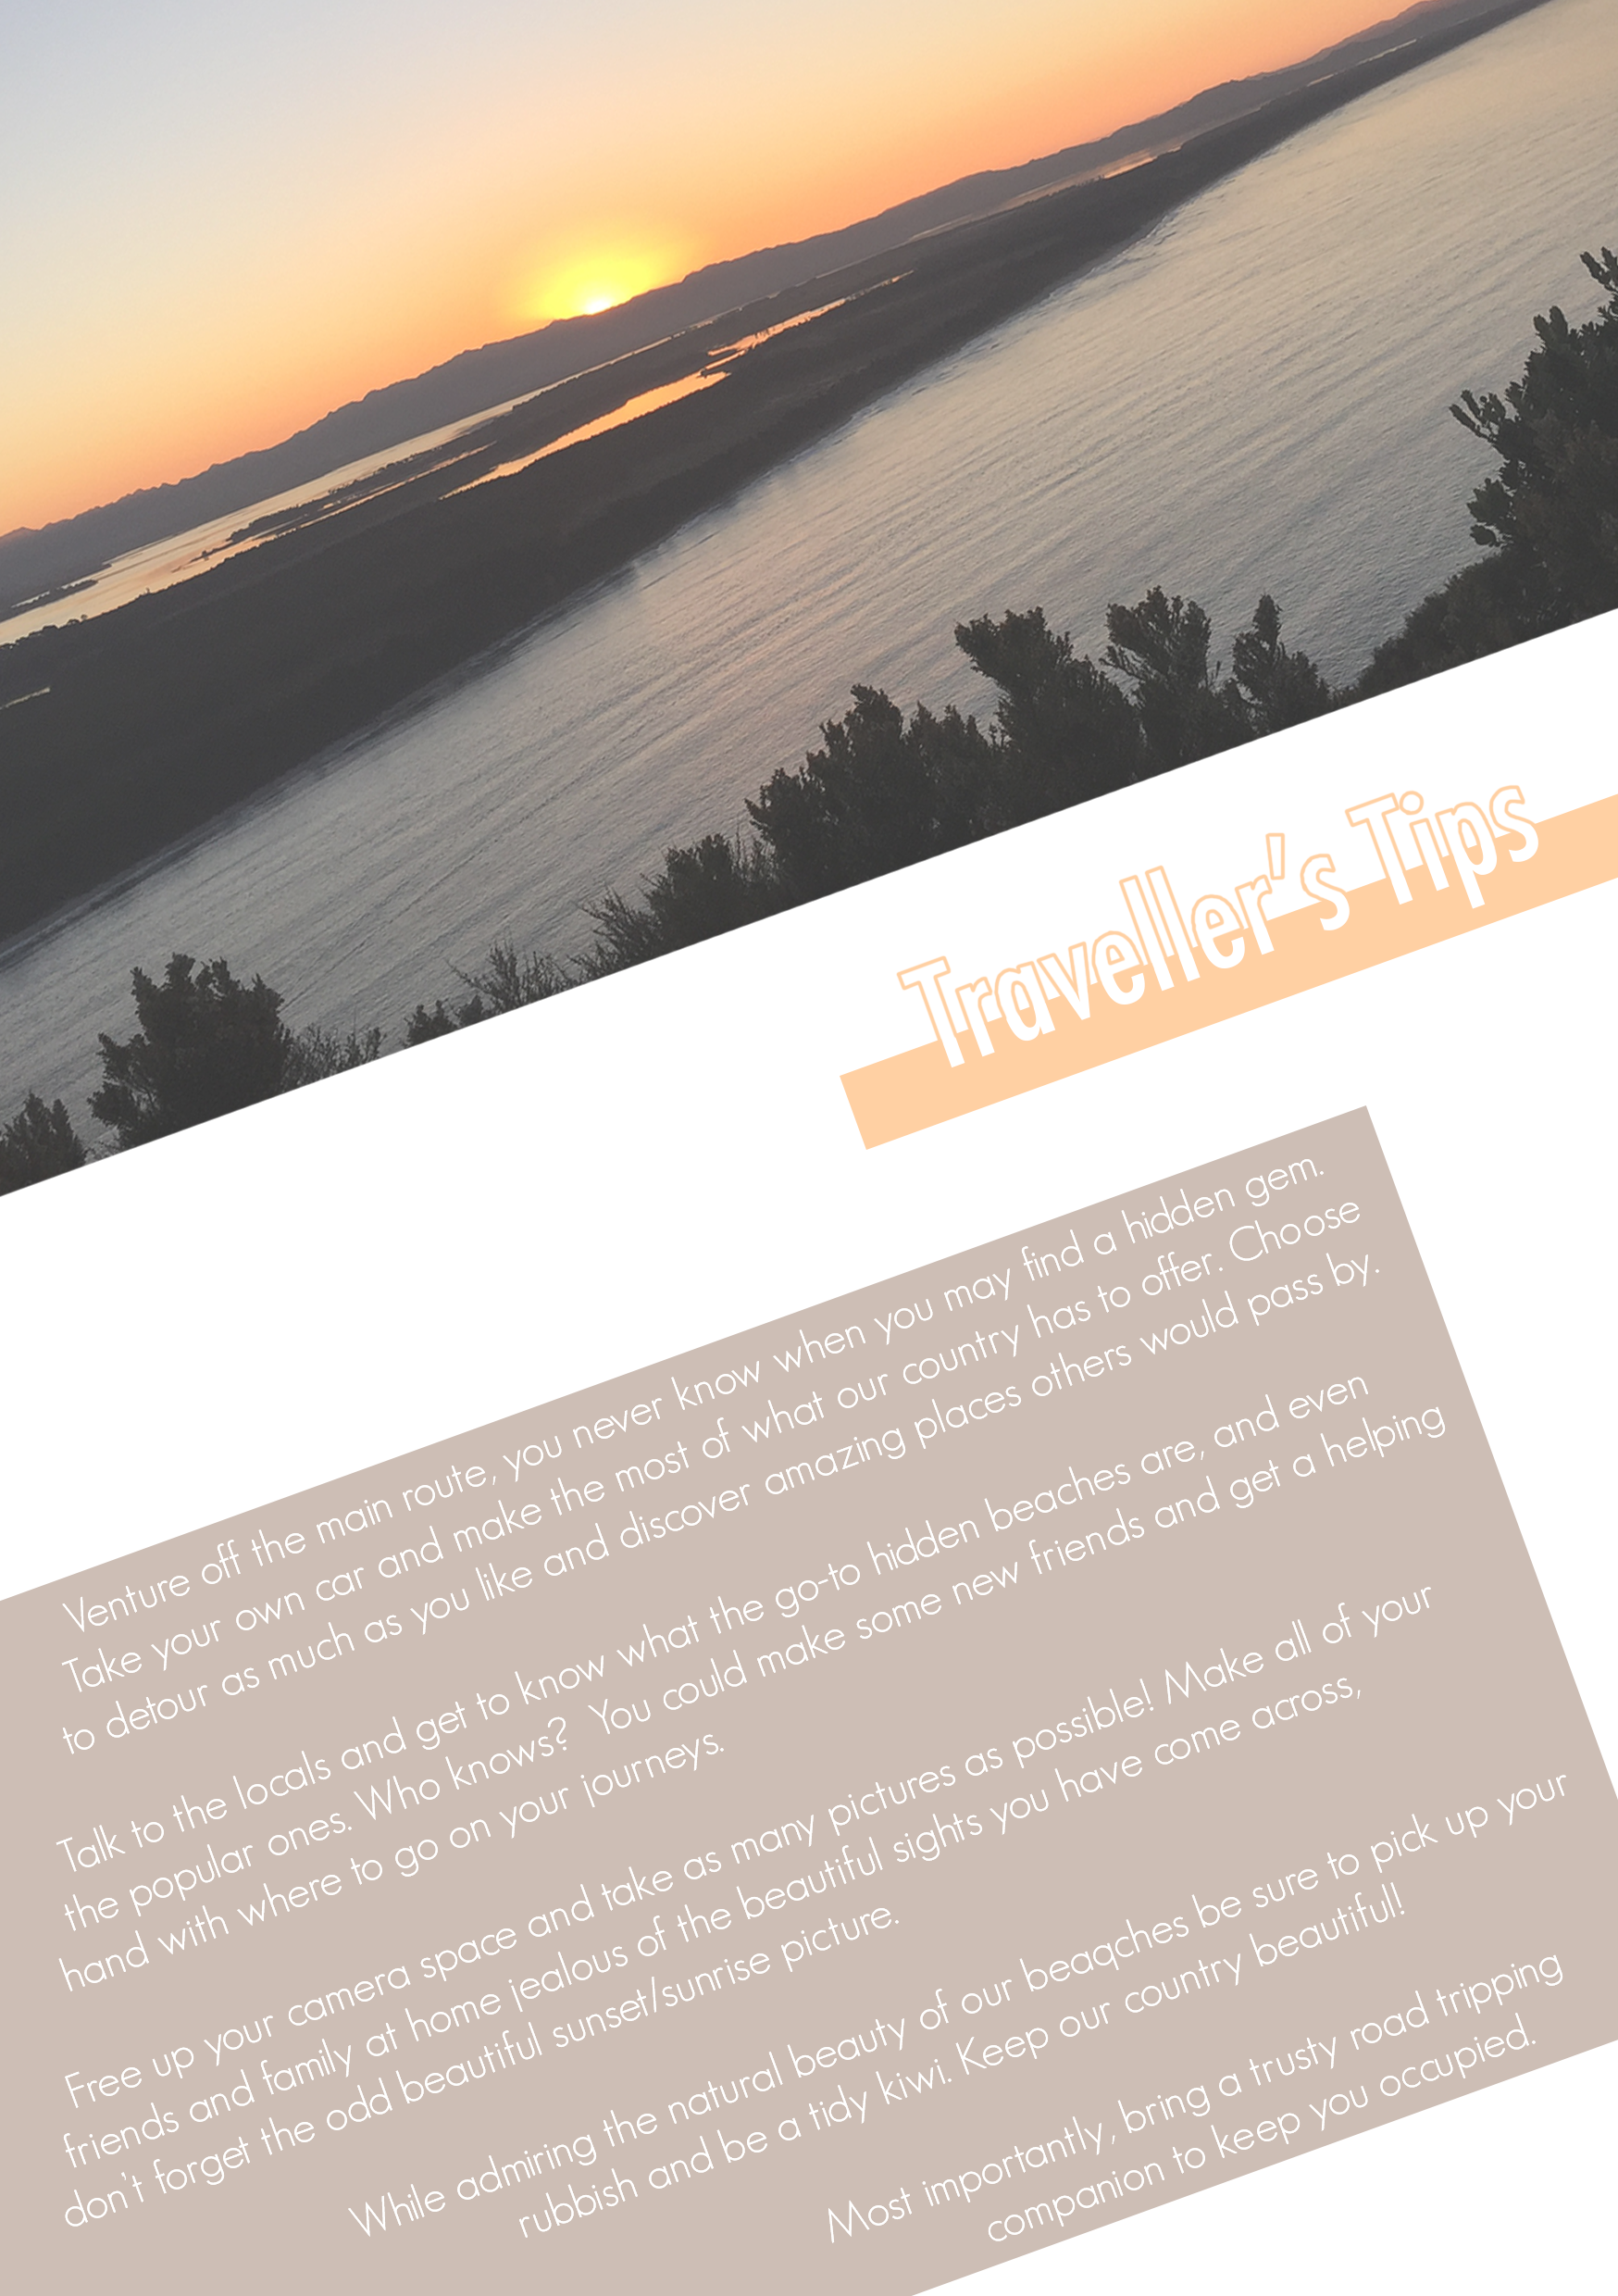 Traveller's Tips
Venture off the main route, you never know when you may find a hidden gem.
Take your own car and make the most of what our country has to offer. Choose
to detour as much as you like and discover amazing places others would pass by.
Talk to the locals and get to know what the go-to hidden beaches are, and even
the popular ones. Who knows?  You could make some new friends and get a helping
hand with where to go on your journeys.
Free up your camera space and take as many pictures as possible! Make all of your
friends and family at home jealous of the beautiful sights you have come across,
don't forget the odd beautiful sunset/sunrise picture.
While admiring the natural beauty of our beaqches be sure to pick up your
rubbish and be a tidy kiwi. Keep our country beautiful!
Most importantly, bring a trusty road tripping
companion to keep you occupied.